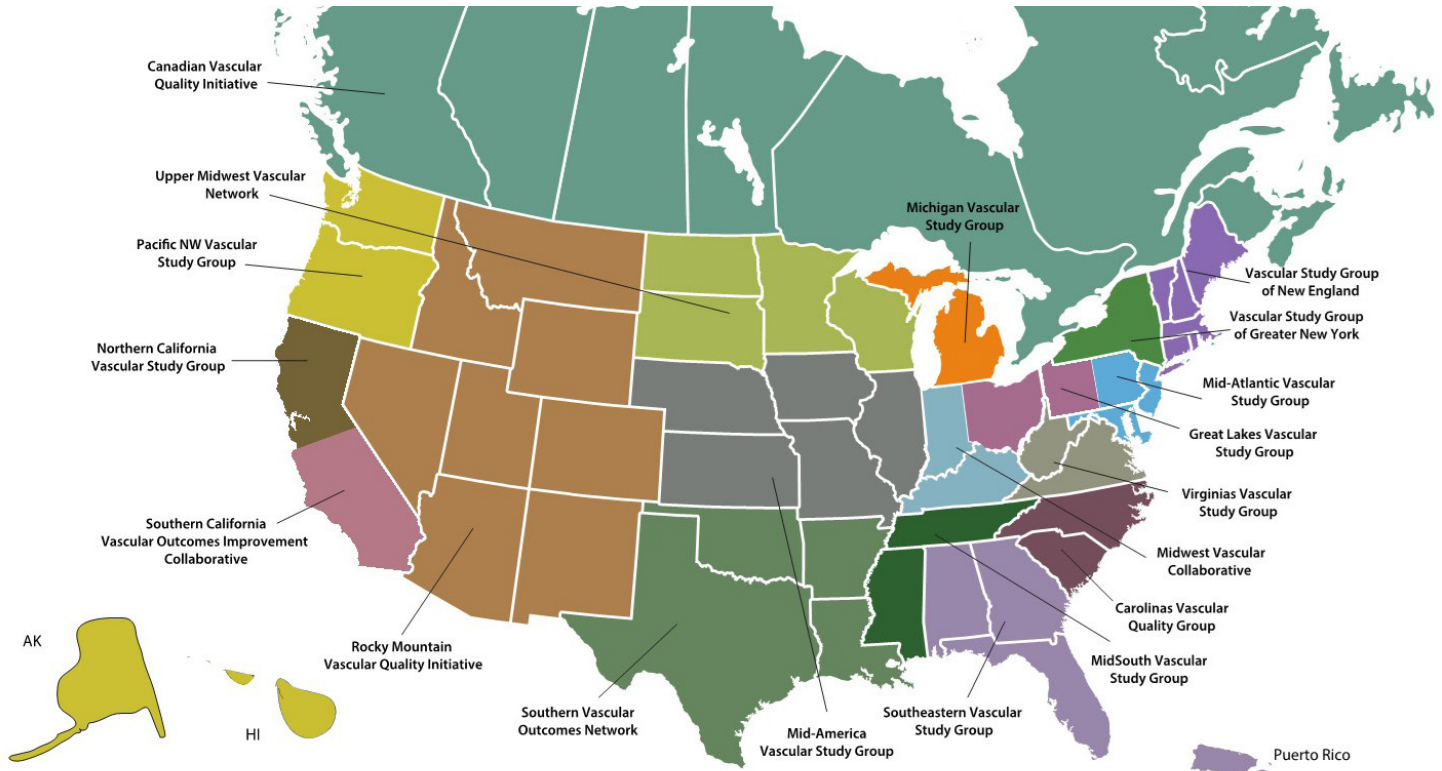 Canadian Vascular
Quality Initiative
Upper Midwest Vascular
Network
Pacific NW Vascular
Study Group
Northern California
Vascular Study Group
Southern California
Vascular Outcomes Improvement
Collaborative
AK
HI
Rocky Mountain
Vascular Quality Initiative
Southern Vascular
Outcomes Network
Mid-America
Vascular Study Group
Michigan Vascular
Study Group
Vascular Study Group
of New England
Vascular Study Group
of Greater New York
Mid-Atlantic Vascular
Study Group
Great Lakes Vascular
Study Group
Virginias Vascular
Study Group
Midwest Vascular
Collaborative
Carolinas Vascular
Quality Group
MidSouth Vascular
Study Group
Southeastern Vascular
Study Group
Puerto Rico